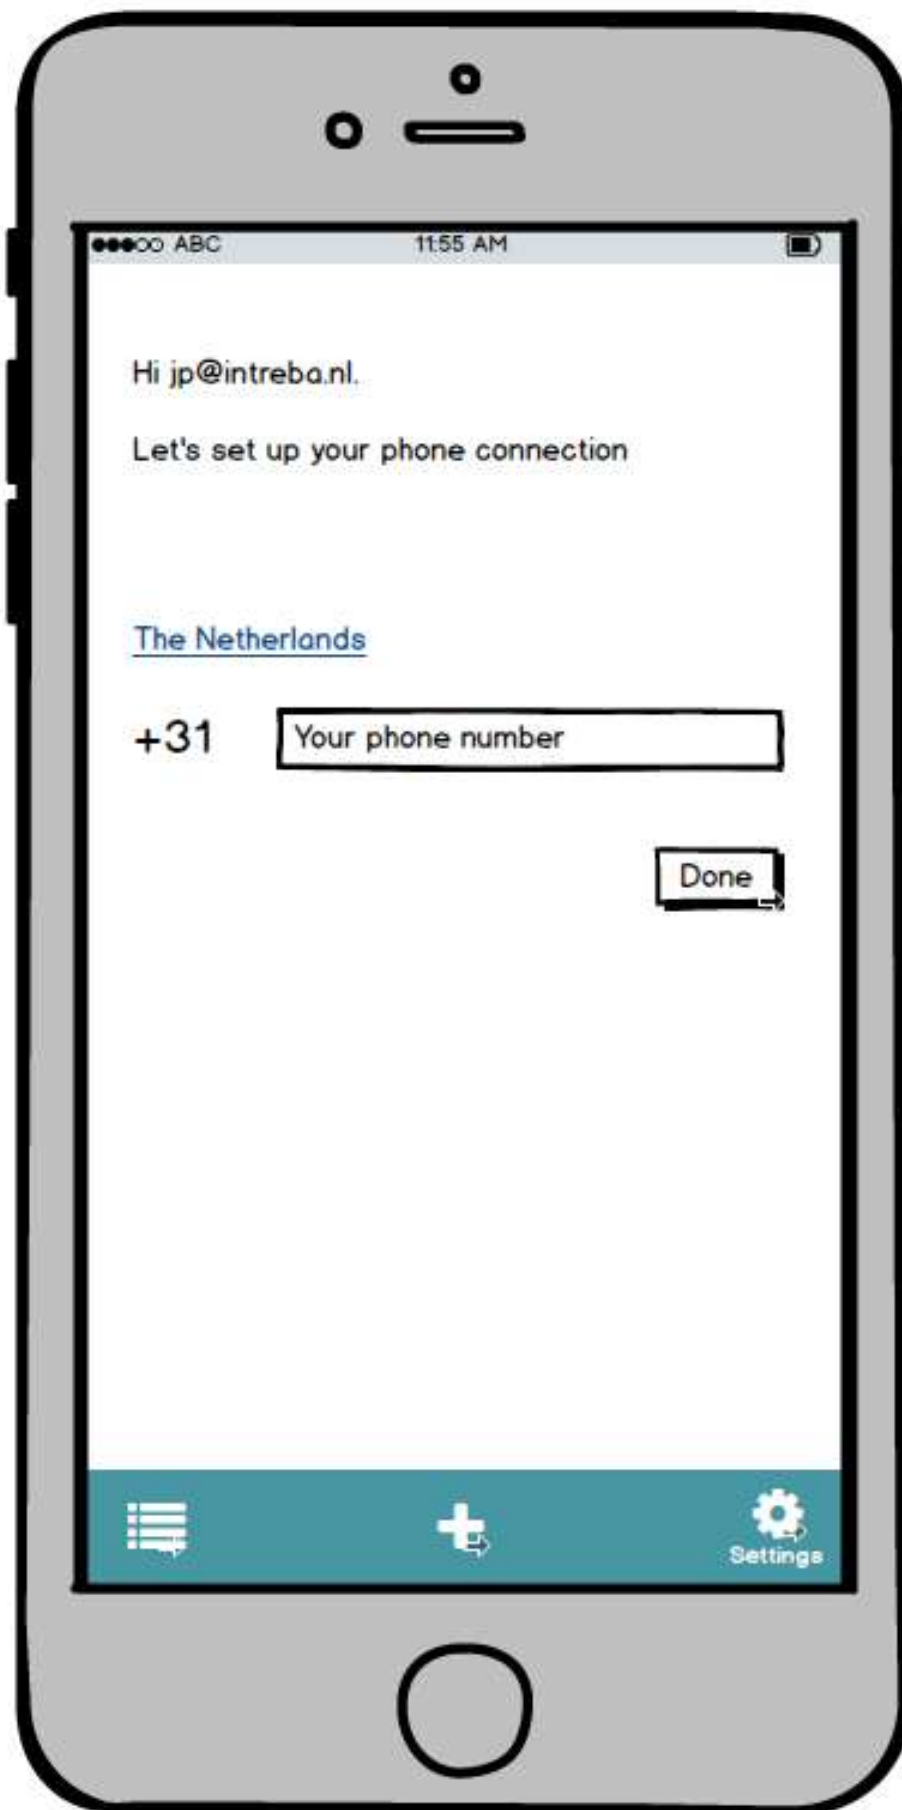 ABC 11:55 AM
Hi jp@intreba.nl.
Let's set up your phone connection
The Netherlands
+31 Your phone number
Done
Settings